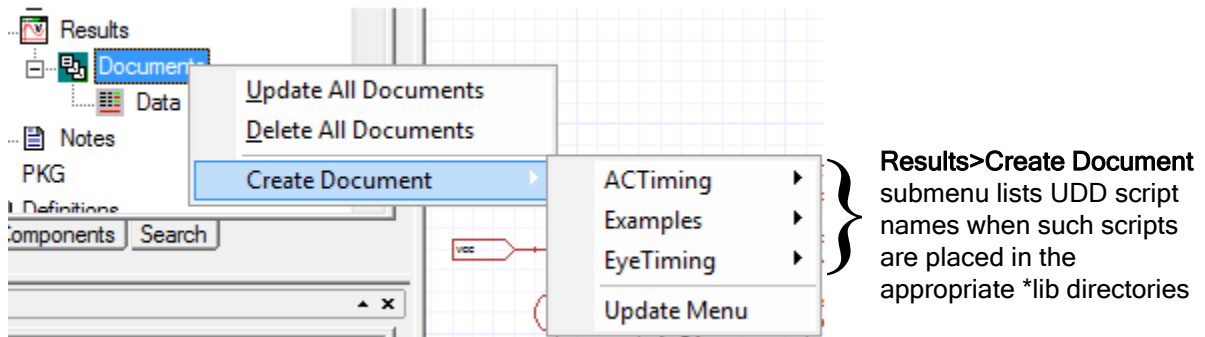 Results
Documents
Data
Notes
PKG
Definitions
Components
Search
Update All Documents
Delete All Documents
Create Document
ACTiming
Examples
EyeTiming
Update Menu
Results>Create Document
submenu lists UDD script
names when such scripts
are placed in the
appropriate *lib directories